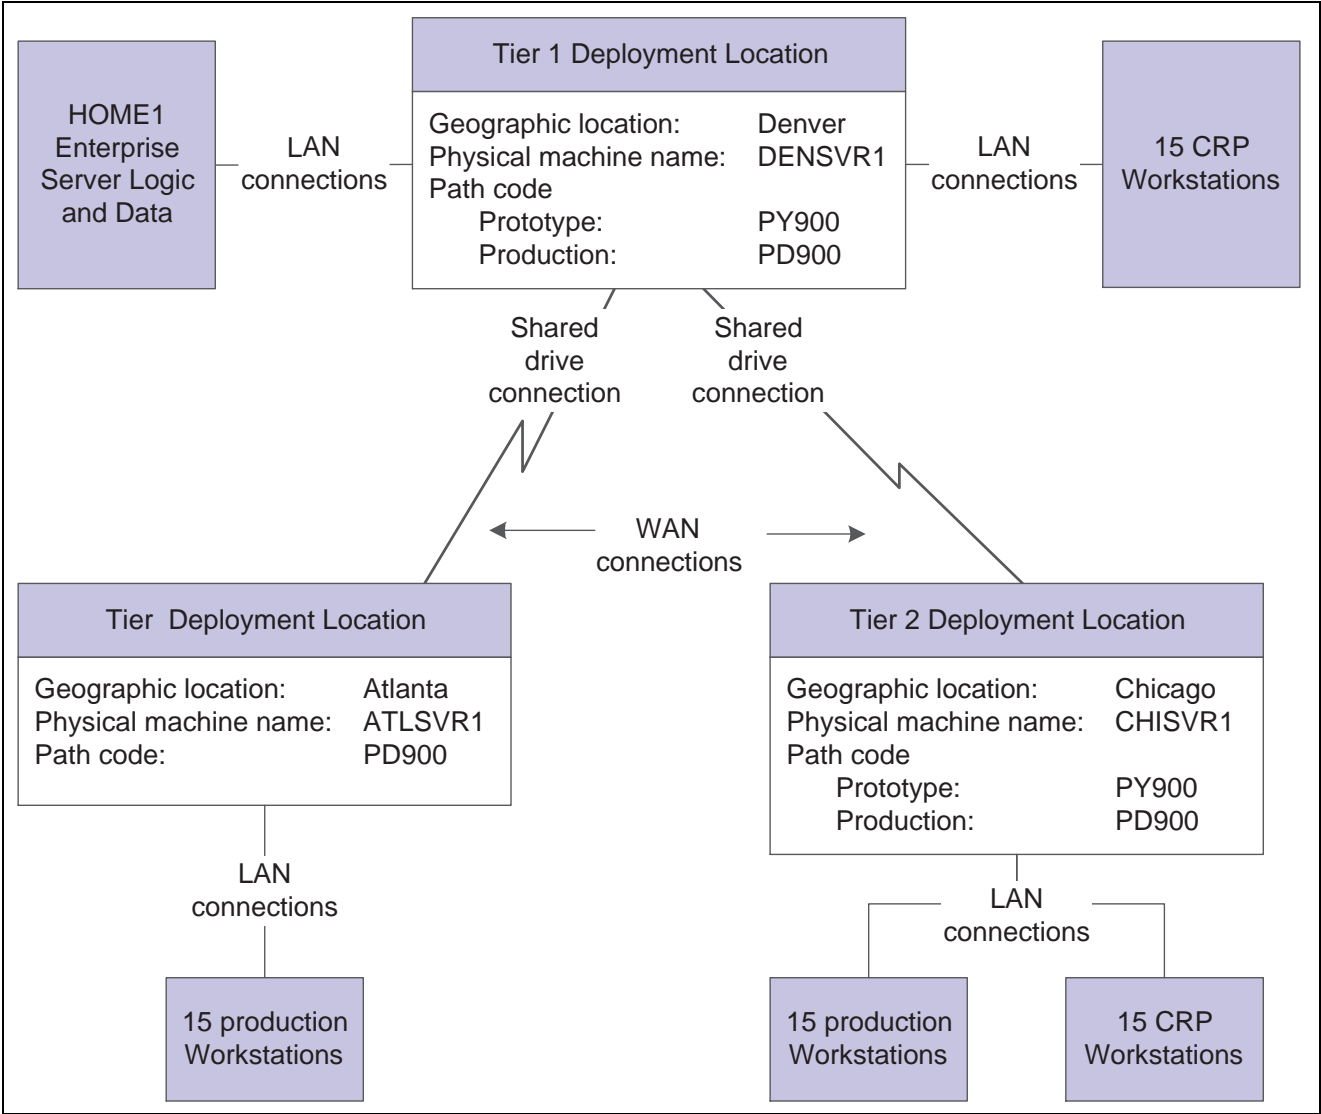 Tier 1 Deployment Location
HOME1
Enterprise
Server Logic
and Data
LAN
connections
Geographic location: Denver
Physical machine name: DENSVR1
Path code
Prototype: PY900
Production: PD900
LAN
connections
15 CRP
Workstations
Shared
drive
connection
Shared
drive
connection
WAN
connections
Tier  Deployment Location
Geographic location: Atlanta
Physical machine name: ATLSVR1
Path code: PD900
LAN
connections
15 production
Workstations
Tier 2 Deployment Location
Geographic location: Chicago
Physical machine name: CHISVR1
Path code
Prototype: PY900
Production: PD900
LAN
connections
15 production
Workstations
15 CRP
Workstations